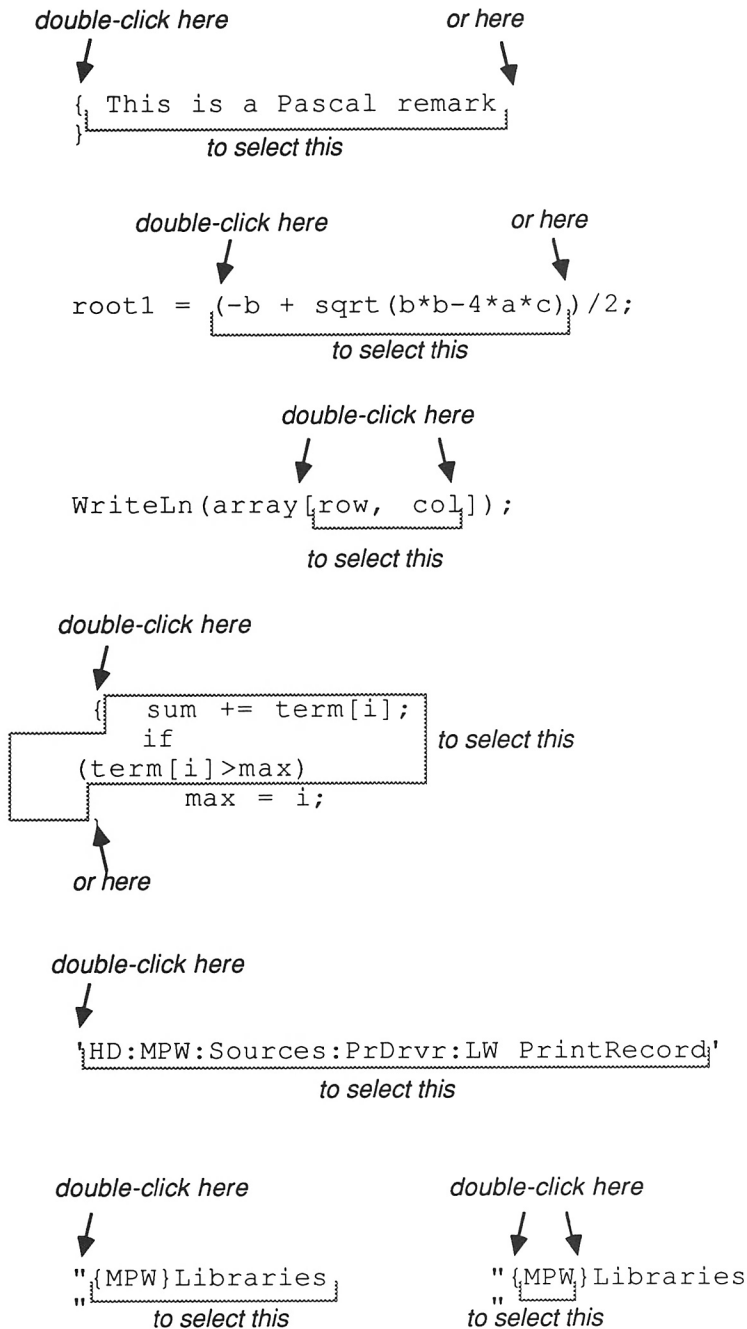 double-click here or here
{ This is a Pascal remark
}
to select this
double-click here or here
root1 = (-b + sqrt(b*b-4*a*c))/2;
to select this
double-click here
WriteLn(array[row, col]);
to select this
double-click here
{ sum += term[i];
if to select this
(term[i]>max)
max = i;
}
or here
double-click here
'HD:MPW:Sources:PrDrvr:LW PrintRecord'
to select this
double-click here double-click here
"{MPW}Libraries "{MPW}Libraries
" "
to select this to select this